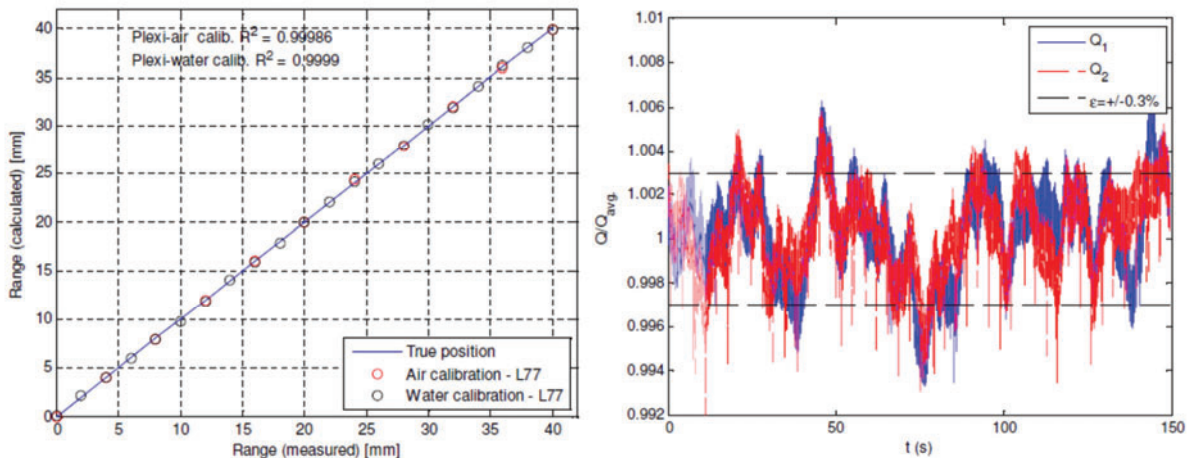 Plexi-air calib. R² = 0.99986
Plexi-water calib. R² = 0.9999
True position
Air calibration - L77
Water calibration - L77
Range (calculated) [mm]
40
35
30
25
20
15
10
5
0
0 5 10 15 20 25 30 35 40
Range (measured) [mm]
Q₁
Q₂
ε=+/-0.3%
Q/Qavg.
1.01
1.008
1.006
1.004
1.002
1
0.998
0.996
0.994
0.992
0 50 100 150
t (s)